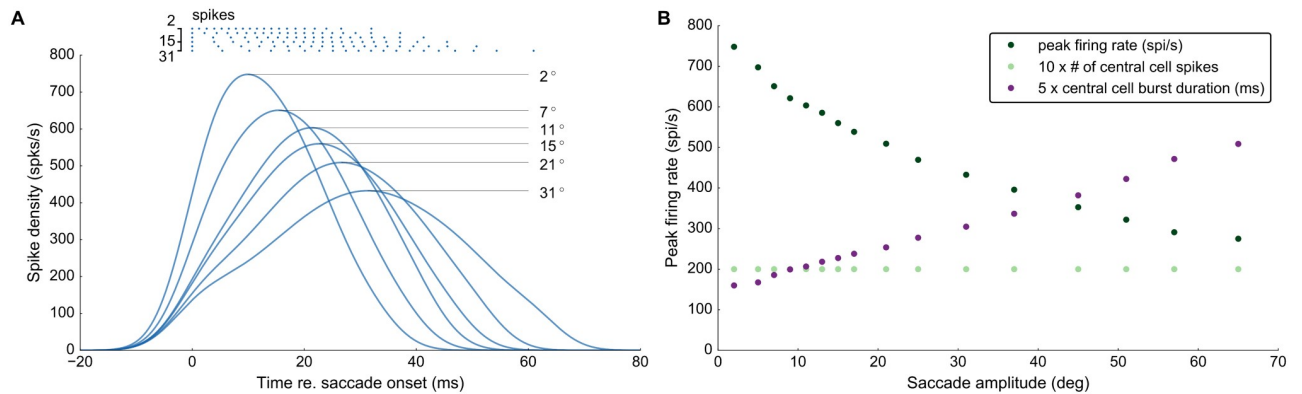 A
spikes
2
15
31
800
700
600
500
400
300
200
100
0
Spike density (spks/s)
2°
7°
11°
15°
21°
31°
−20 0 20 40 60 80
Time re. saccade onset (ms)
B
800
700
600
500
400
300
200
100
0
Peak firing rate (spi/s)
peak firing rate (spi/s)
10 x # of central cell spikes
5 x central cell burst duration (ms)
0 10 20 30 40 50 60 70
Saccade amplitude (deg)